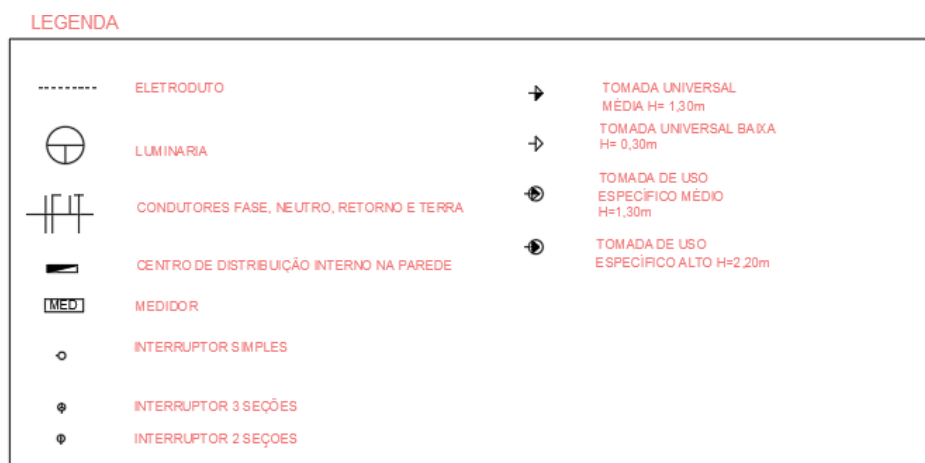 LEGENDA
ELETRODUTO
LUMINARIA
CONDUTORES FASE, NEUTRO, RETORNO E TERRA
CENTRO DE DISTRIBUIÇÃO INTERNO NA PAREDE
MED
MEDIDOR
INTERRUPTOR SIMPLES
INTERRUPTOR 3 SEÇÕES
INTERRUPTOR 2 SEÇOES
TOMADA UNIVERSAL
MÉDIA H= 1,30m
TOMADA UNIVERSAL BAIXA
H= 0,30m
TOMADA DE USO
ESPECÍFICO MÉDIO
H=1,30m
TOMADA DE USO
ESPECÍFICO ALTO H=2,20m